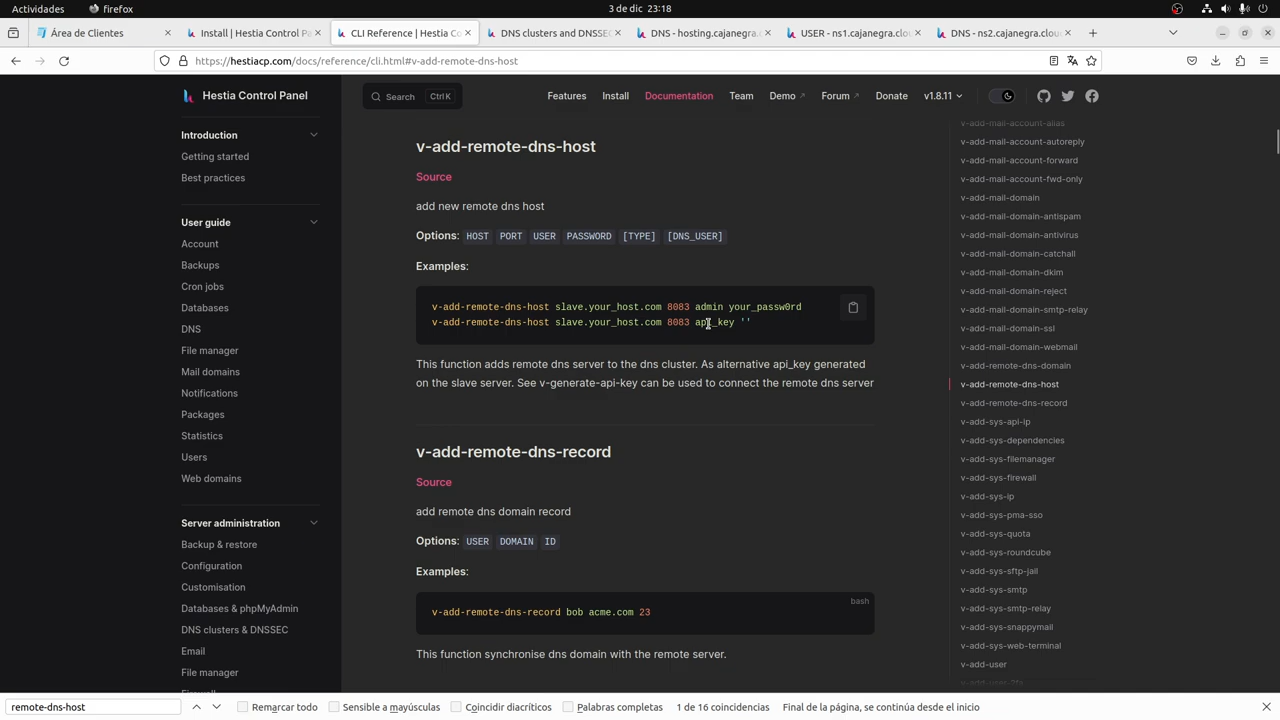 Actividades
firefox
3 de dic 23:18
Área de Clientes
Install | Hestia Control Pa
CLI Reference | Hestia Co
DNS clusters and DNSSEC
DNS - hosting.cajanegra.c
USER - ns1.cajanegra.clou
DNS - ns2.cajanegra.clou
https://hestiacp.com/docs/reference/cli.html#v-add-remote-dns-host
Hestia Control Panel
Search Ctrl K
Features
Install
Documentation
Team
Demo
Forum
Donate
v1.8.11
Introduction
Getting started
Best practices
User guide
Account
Backups
Cron jobs
Databases
DNS
File manager
Mail domains
Notifications
Packages
Statistics
Users
Web domains
Server administration
Backup & restore
Configuration
Customisation
Databases & phpMyAdmin
DNS clusters & DNSSEC
Email
File manager
Firewall
v-add-remote-dns-host
Source
add new remote dns host
Options: HOST PORT USER PASSWORD [TYPE] [DNS_USER]
Examples:
v-add-remote-dns-host slave.your_host.com 8083 admin your_passw0rd
v-add-remote-dns-host slave.your_host.com 8083 api_key ''
This function adds remote dns server to the dns cluster. As alternative api_key generated
on the slave server. See v-generate-api-key can be used to connect the remote dns server
v-add-remote-dns-record
Source
add remote dns domain record
Options: USER DOMAIN ID
Examples:
bash
v-add-remote-dns-record bob acme.com 23
This function synchronise dns domain with the remote server.
v-add-mail-account-alias
v-add-mail-account-autoreply
v-add-mail-account-forward
v-add-mail-account-fwd-only
v-add-mail-domain
v-add-mail-domain-antispam
v-add-mail-domain-antivirus
v-add-mail-domain-catchall
v-add-mail-domain-dkim
v-add-mail-domain-reject
v-add-mail-domain-smtp-relay
v-add-mail-domain-ssl
v-add-mail-domain-webmail
v-add-remote-dns-domain
v-add-remote-dns-host
v-add-remote-dns-record
v-add-sys-api-ip
v-add-sys-dependencies
v-add-sys-filemanager
v-add-sys-firewall
v-add-sys-ip
v-add-sys-pma-sso
v-add-sys-quota
v-add-sys-roundcube
v-add-sys-sftp-jail
v-add-sys-smtp
v-add-sys-smtp-relay
v-add-sys-snappymail
v-add-sys-web-terminal
v-add-user
v-add-user-2fa
remote-dns-host
Remarcar todo
Sensible a mayúsculas
Coincidir diacríticos
Palabras completas
1 de 16 coincidencias
Final de la página, se continúa desde el inicio